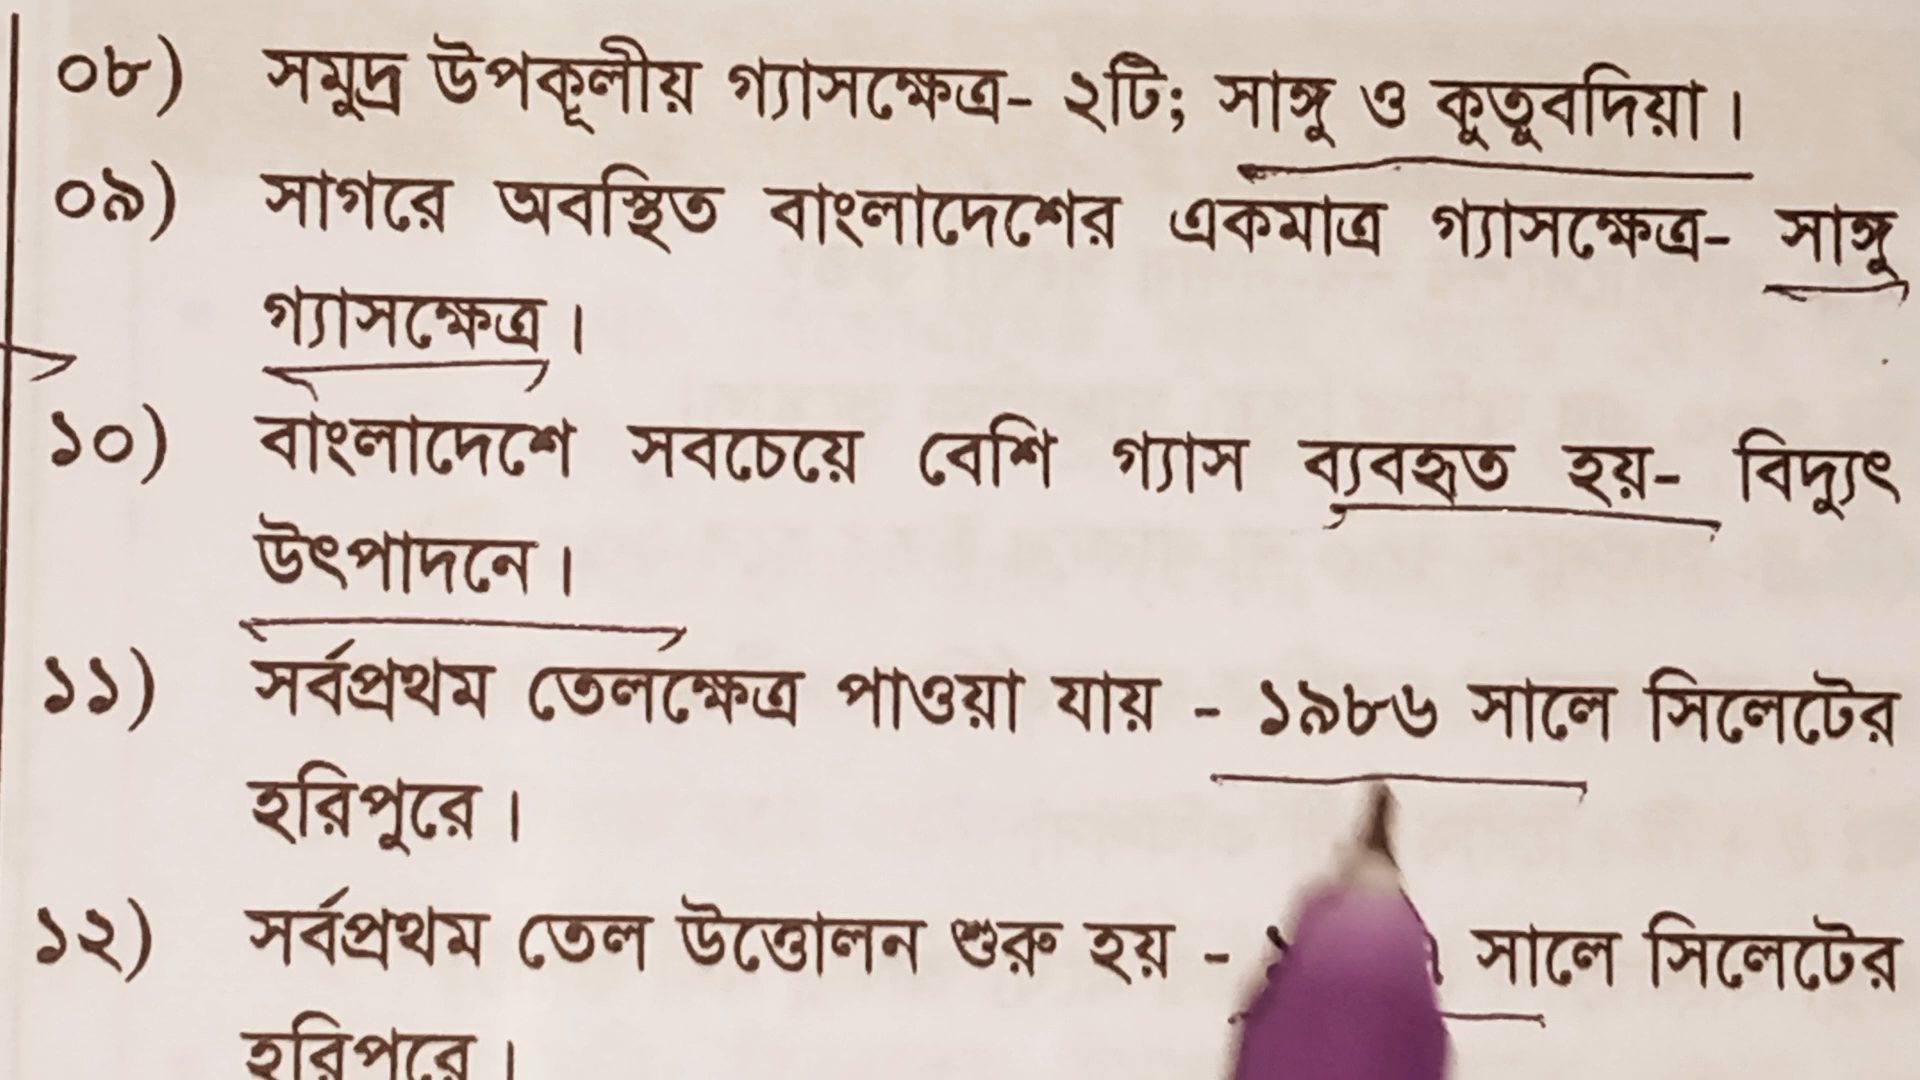 ০৮) সমুদ্র উপকূলীয় গ্যাসক্ষেত্র- ২টি; সাঙ্গু ও কুতুবদিয়া।
০৯) সাগরে অবস্থিত বাংলাদেশের একমাত্র গ্যাসক্ষেত্র- সাঙ্গু
গ্যাসক্ষেত্র।
১০) বাংলাদেশে সবচেয়ে বেশি গ্যাস ব্যবহৃত হয়- বিদ্যুৎ
উৎপাদনে।
১১) সর্বপ্রথম তেলক্ষেত্র পাওয়া যায় - ১৯৮৬ সালে সিলেটের
হরিপুরে।
১২) সর্বপ্রথম তেল উত্তোলন শুরু হয় - সালে সিলেটের
হরিপুরে।